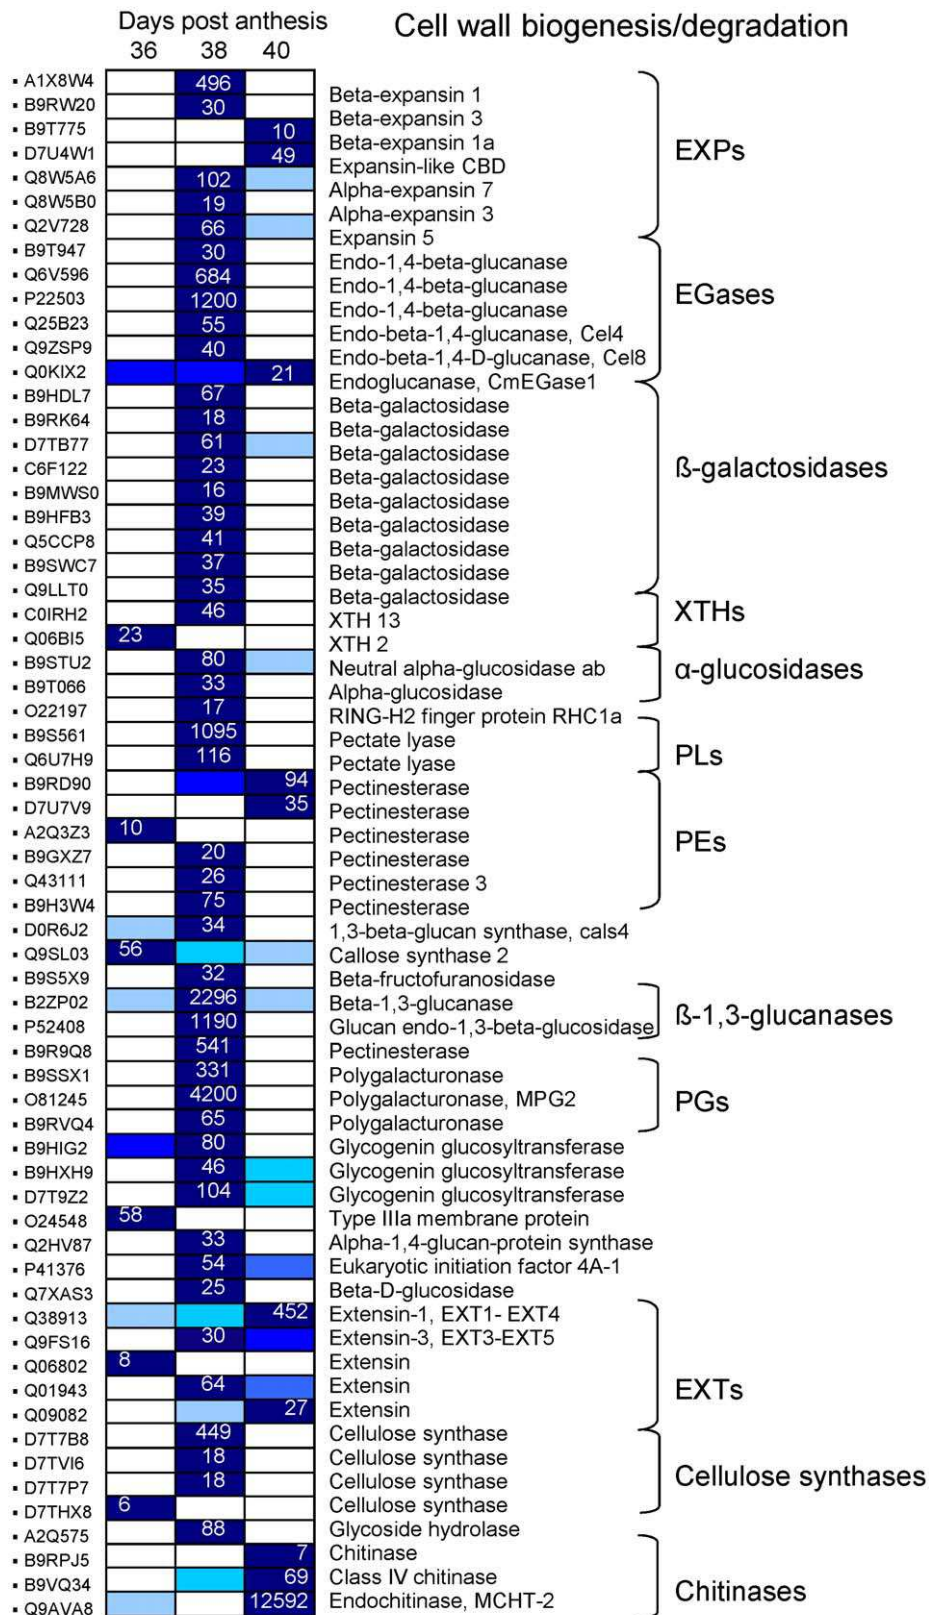 Days post anthesis
Cell wall biogenesis/degradation
36 38 40
▪ A1X8W4 496 Beta-expansin 1
▪ B9RW20 30 Beta-expansin 3
▪ B9T775 10 Beta-expansin 1a
▪ D7U4W1 49 Expansin-like CBD
EXPs
▪ Q8W5A6 102 Alpha-expansin 7
▪ Q8W5B0 19 Alpha-expansin 3
▪ Q2V728 66 Expansin 5
▪ B9T947 30 Endo-1,4-beta-glucanase
▪ Q6V596 684 Endo-1,4-beta-glucanase
▪ P22503 1200 Endo-1,4-beta-glucanase
EGases
▪ Q25B23 55 Endo-beta-1,4-glucanase, Cel4
▪ Q9ZSP9 40 Endo-beta-1,4-D-glucanase, Cel8
▪ Q0KIX2 21 Endoglucanase, CmEGase1
▪ B9HDL7 67 Beta-galactosidase
▪ B9RK64 18 Beta-galactosidase
▪ D7TB77 61 Beta-galactosidase
▪ C6F122 23 Beta-galactosidase
ß-galactosidases
▪ B9MWS0 16 Beta-galactosidase
▪ B9HFB3 39 Beta-galactosidase
▪ Q5CCP8 41 Beta-galactosidase
▪ B9SWC7 37 Beta-galactosidase
▪ Q9LLT0 35 Beta-galactosidase
▪ C0IRH2 46 XTH 13
XTHs
▪ Q06BI5 23 XTH 2
▪ B9STU2 80 Neutral alpha-glucosidase ab
α-glucosidases
▪ B9T066 33 Alpha-glucosidase
▪ O22197 17 RING-H2 finger protein RHC1a
▪ B9S561 1095 Pectate lyase
PLs
▪ Q6U7H9 116 Pectate lyase
▪ B9RD90 94 Pectinesterase
▪ D7U7V9 35 Pectinesterase
▪ A2Q3Z3 10 Pectinesterase
PEs
▪ B9GXZ7 20 Pectinesterase
▪ Q43111 26 Pectinesterase 3
▪ B9H3W4 75 Pectinesterase
▪ D0R6J2 34 1,3-beta-glucan synthase, cals4
▪ Q9SL03 56 Callose synthase 2
▪ B9S5X9 32 Beta-fructofuranosidase
▪ B2ZP02 2296 Beta-1,3-glucanase
ß-1,3-glucanases
▪ P52408 1190 Glucan endo-1,3-beta-glucosidase
▪ B9R9Q8 541 Pectinesterase
▪ B9SSX1 331 Polygalacturonase
▪ O81245 4200 Polygalacturonase, MPG2
PGs
▪ B9RVQ4 65 Polygalacturonase
▪ B9HIG2 80 Glycogenin glucosyltransferase
▪ B9HXH9 46 Glycogenin glucosyltransferase
▪ D7T9Z2 104 Glycogenin glucosyltransferase
▪ O24548 58 Type IIIa membrane protein
▪ Q2HV87 33 Alpha-1,4-glucan-protein synthase
▪ P41376 54 Eukaryotic initiation factor 4A-1
▪ Q7XAS3 25 Beta-D-glucosidase
▪ Q38913 452 Extensin-1, EXT1- EXT4
▪ Q9FS16 30 Extensin-3, EXT3-EXT5
▪ Q06802 8 Extensin
▪ Q01943 64 Extensin
EXTs
▪ Q09082 27 Extensin
▪ D7T7B8 449 Cellulose synthase
▪ D7TVI6 18 Cellulose synthase
▪ D7T7P7 18 Cellulose synthase
Cellulose synthases
▪ D7THX8 6 Cellulose synthase
▪ A2Q575 88 Glycoside hydrolase
▪ B9RPJ5 7 Chitinase
▪ B9VQ34 69 Class IV chitinase
Chitinases
▪ Q9AVA8 12592 Endochitinase, MCHT-2